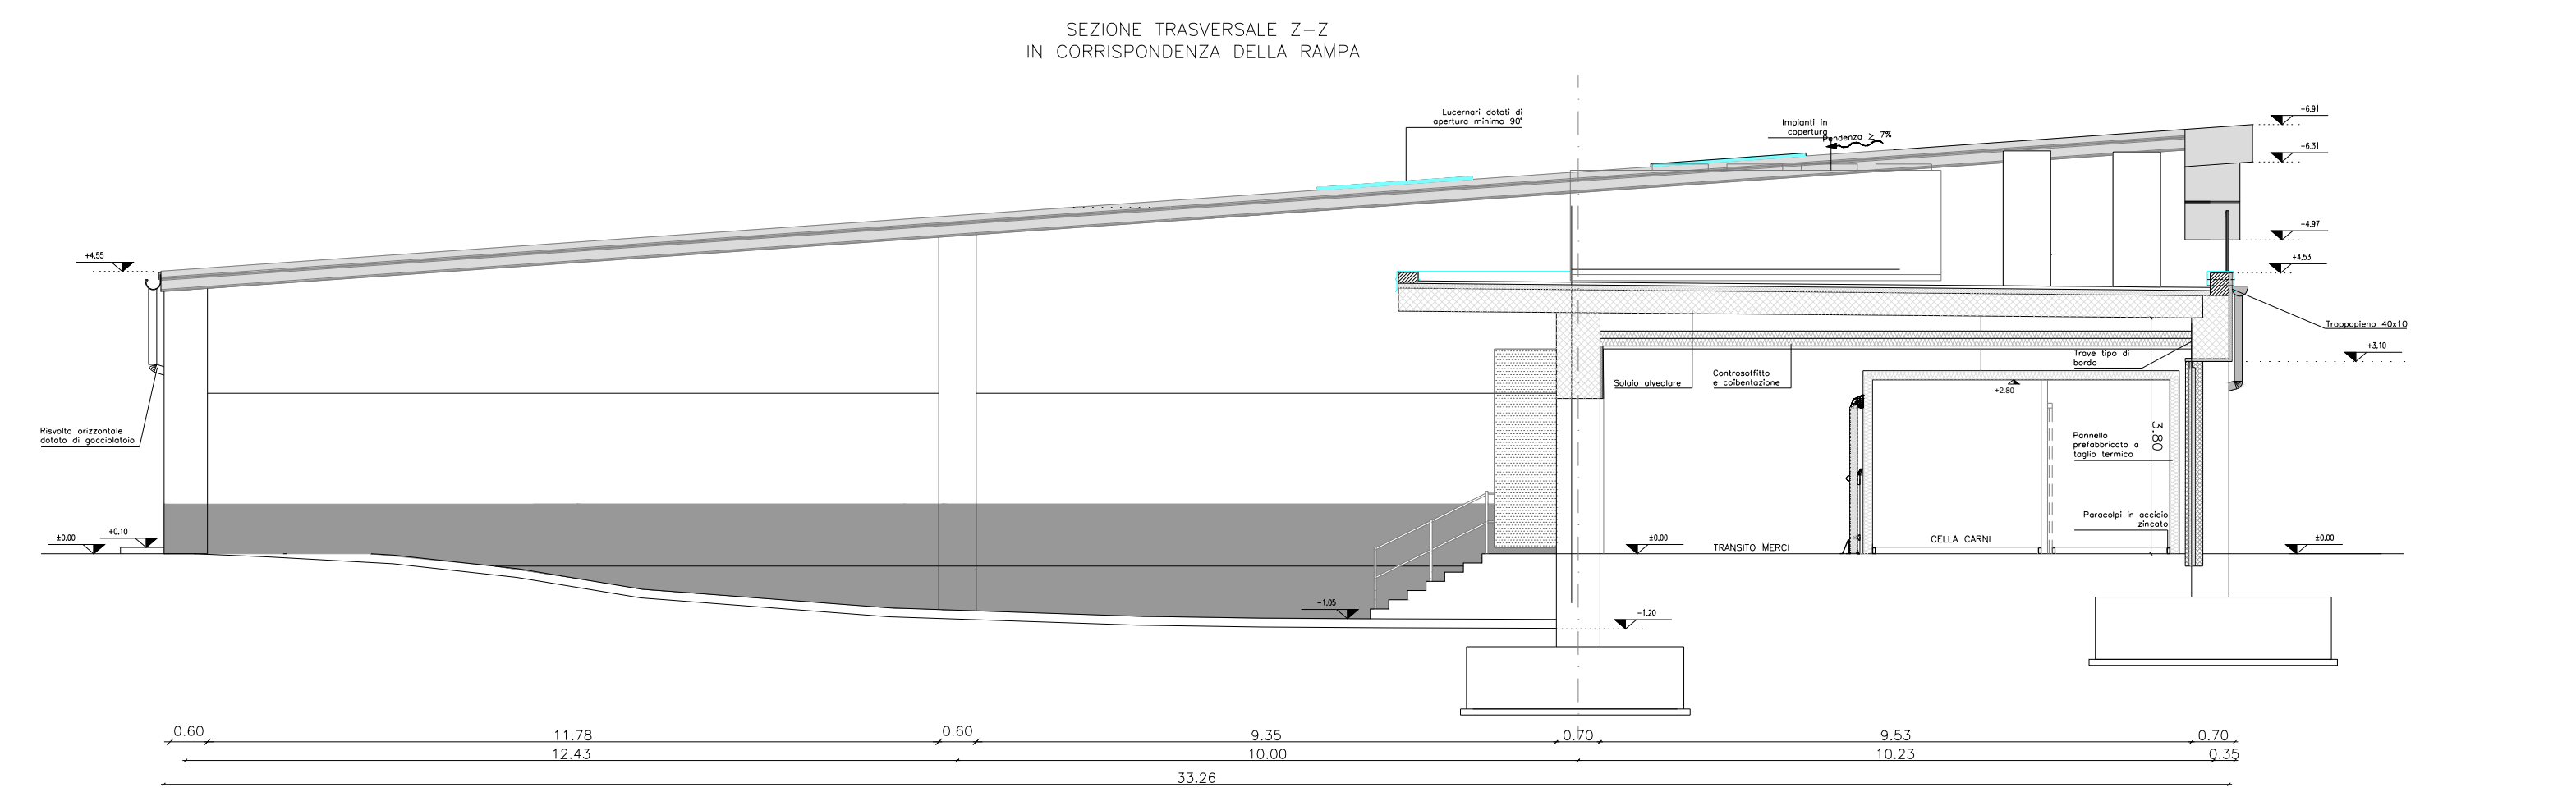 SEZIONE TRASVERSALE Z-Z
IN CORRISPONDENZA DELLA RAMPA
Lucernari dotati di
apertura minimo 90°
Impianti in
copertura
Pendenza ≥ 7%
+6.91
+6.31
+4.97
+4.53
+4.55
Troppopieno 40x10
+3.10
Trave tipo di
bordo
Solaio alveolare
Controsoffitto
e coibentazione
+2.80
Risvolto orizzontale
dotato di gocciolatoio
Pannello
prefabbricato a
taglio termico
3.80
Paracolpi in acciaio
zincato
±0.00
+0.10
±0.00
TRANSITO MERCI
CELLA CARNI
±0.00
-1.05
-1.20
0.60
11.78
0.60
9.35
0.70
9.53
0.70
12.43
10.00
10.23
0.35
33.26